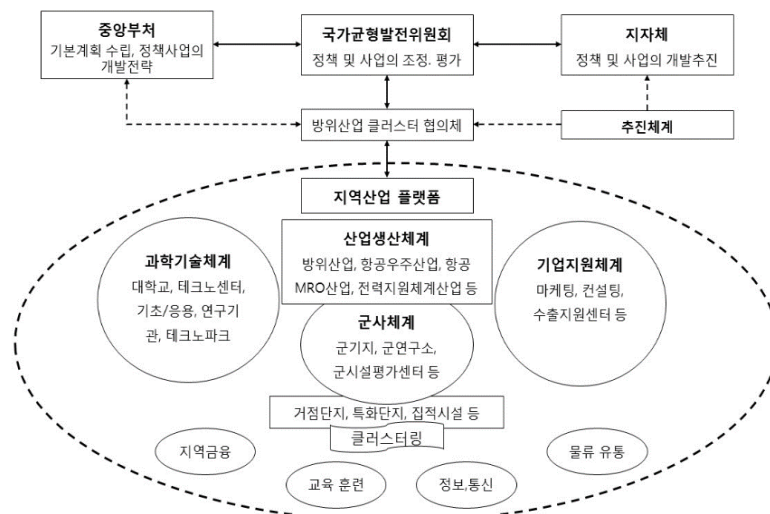 중앙부처
기본계획 수립, 정책사업의
개발전략
국가균형발전위원회
정책 및 사업의 조정. 평가
지자체
정책 및 사업의 개발추진
방위산업 클러스터 협의체
추진체계
지역산업 플랫폼
과학기술체계
대학교, 테크노센터,
기초/응용, 연구기
관, 테크노파크
산업생산체계
방위산업, 항공우주산업, 항공
MRO산업, 전력지원체계산업 등
기업지원체계
마케팅, 컨설팅,
수출지원센터 등
군사체계
군기지, 군연구소,
군시설평가센터 등
거점단지, 특화단지, 집적시설 등
클러스터링
지역금융
물류 유통
교육 훈련
정보,통신